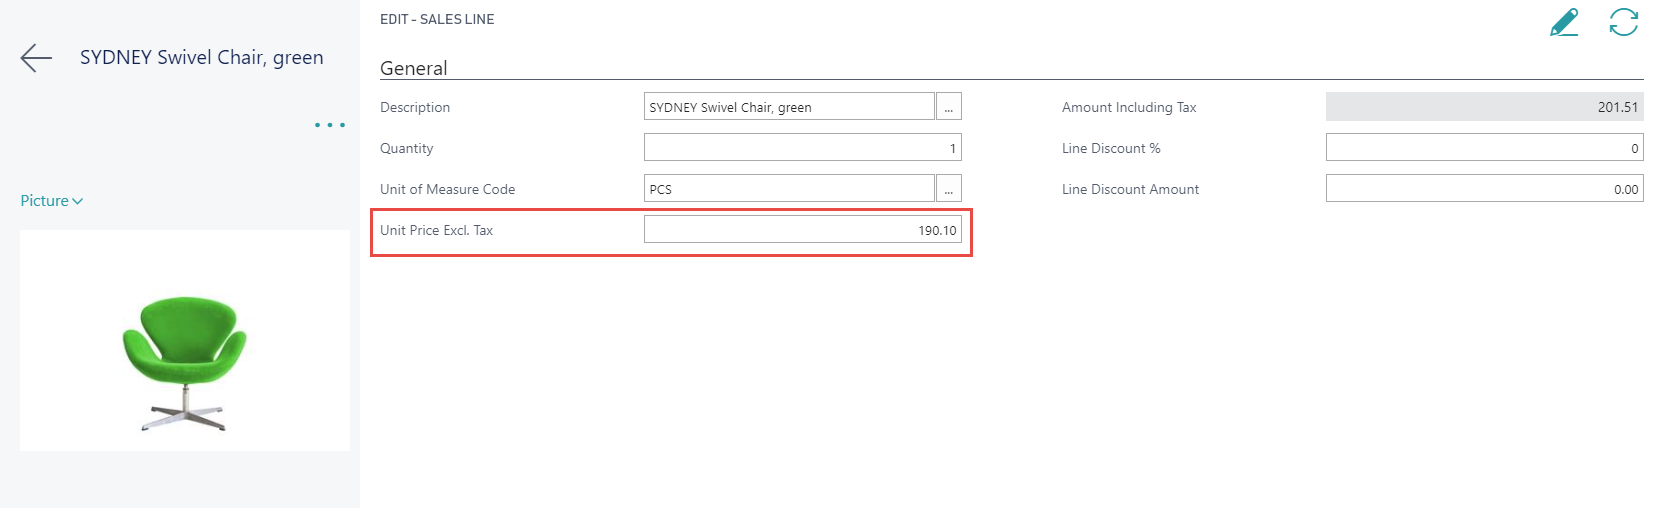 EDIT - SALES LINE
SYDNEY Swivel Chair, green
General
Description
SYDNEY Swivel Chair, green
...
Amount Including Tax
201.51
Quantity
1
Line Discount %
0
Unit of Measure Code
PCS
...
Line Discount Amount
0.00
Picture
Unit Price Excl. Tax
190.10